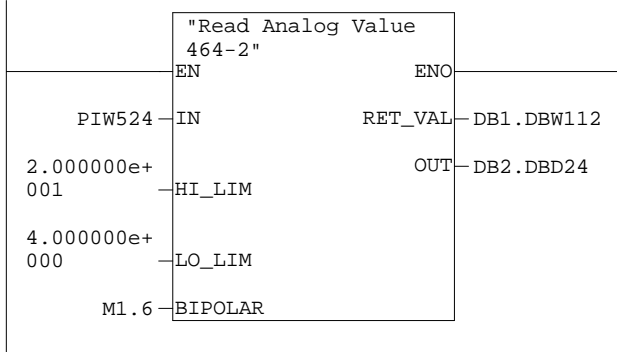 "Read Analog Value
464-2"
EN ENO
PIW524 IN RET_VAL DB1.DBW112
2.000000e+ OUT DB2.DBD24
001 HI_LIM
4.000000e+
000 LO_LIM
M1.6 BIPOLAR